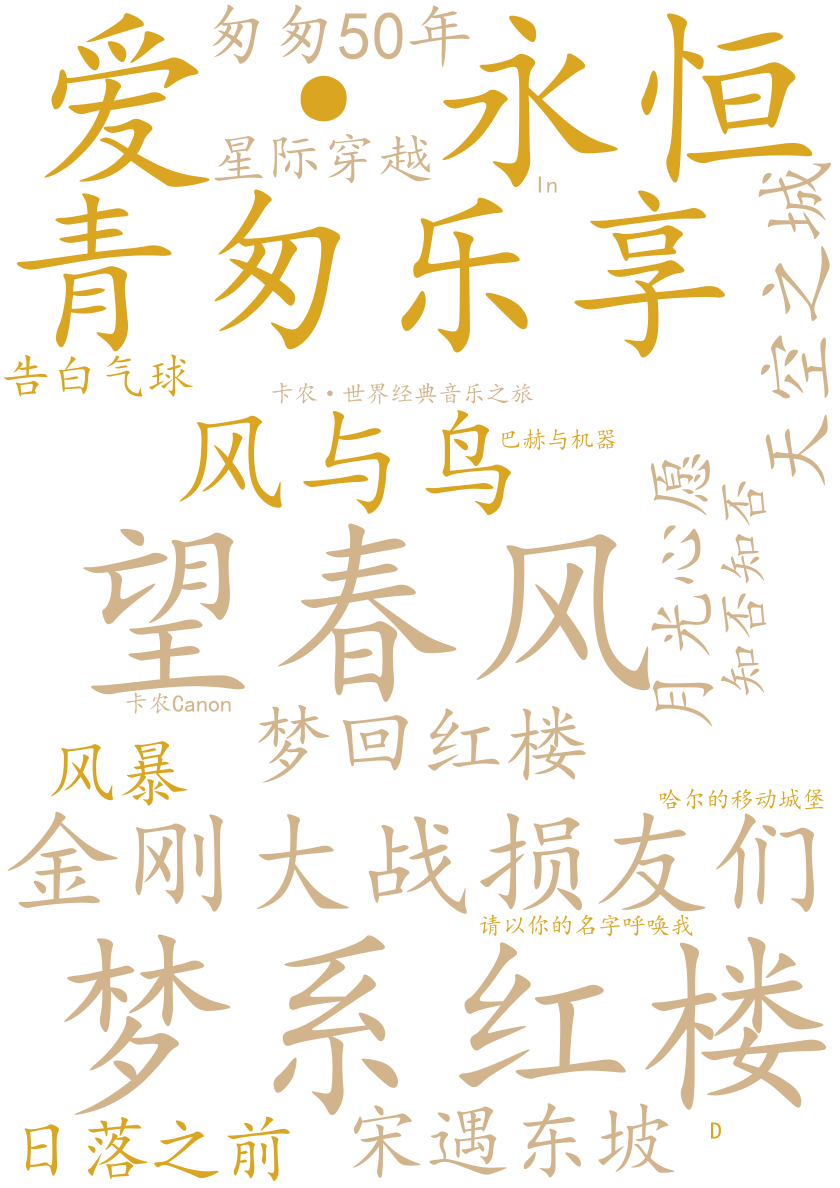 匆匆50年
爱·永恒
星际穿越
In
天空之城
青匆乐享
告白气球
卡农·世界经典音乐之旅
风与鸟
巴赫与机器
月光心愿
知否知否
望春风
卡农Canon
梦回红楼
风暴
哈尔的移动城堡
金刚大战损友们
请以你的名字呼唤我
梦系红楼
日落之前
宋遇东坡
D